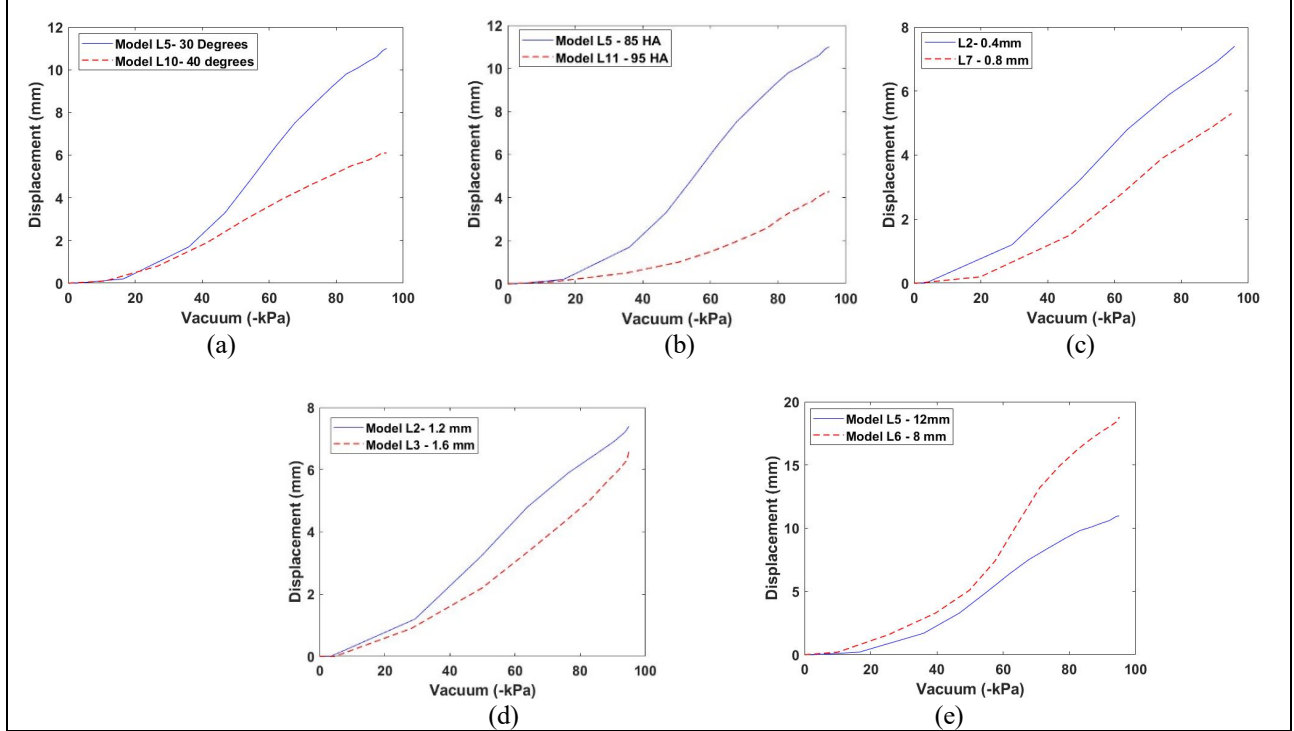 12
10
8
6
4
2
0
Displacement (mm)
Model L5- 30 Degrees
Model L10- 40 degrees
0 20 40 60 80 100
Vacuum (-kPa)
(a)
12
10
8
6
4
2
0
Displacement (mm)
Model L5 - 85 HA
Model L11 - 95 HA
0 20 40 60 80 100
Vacuum (-kPa)
(b)
8
6
4
2
0
Displacement (mm)
L2- 0.4mm
L7 - 0.8 mm
0 20 40 60 80 100
Vacuum (-kPa)
(c)
8
6
4
2
0
Displacement (mm)
Model L2- 1.2 mm
Model L3 - 1.6 mm
0 20 40 60 80 100
Vacuum (-kPa)
(d)
20
15
10
5
0
Displacement (mm)
Model L5 - 12mm
Model L6 - 8 mm
0 20 40 60 80 100
Vacuum (-kPa)
(e)